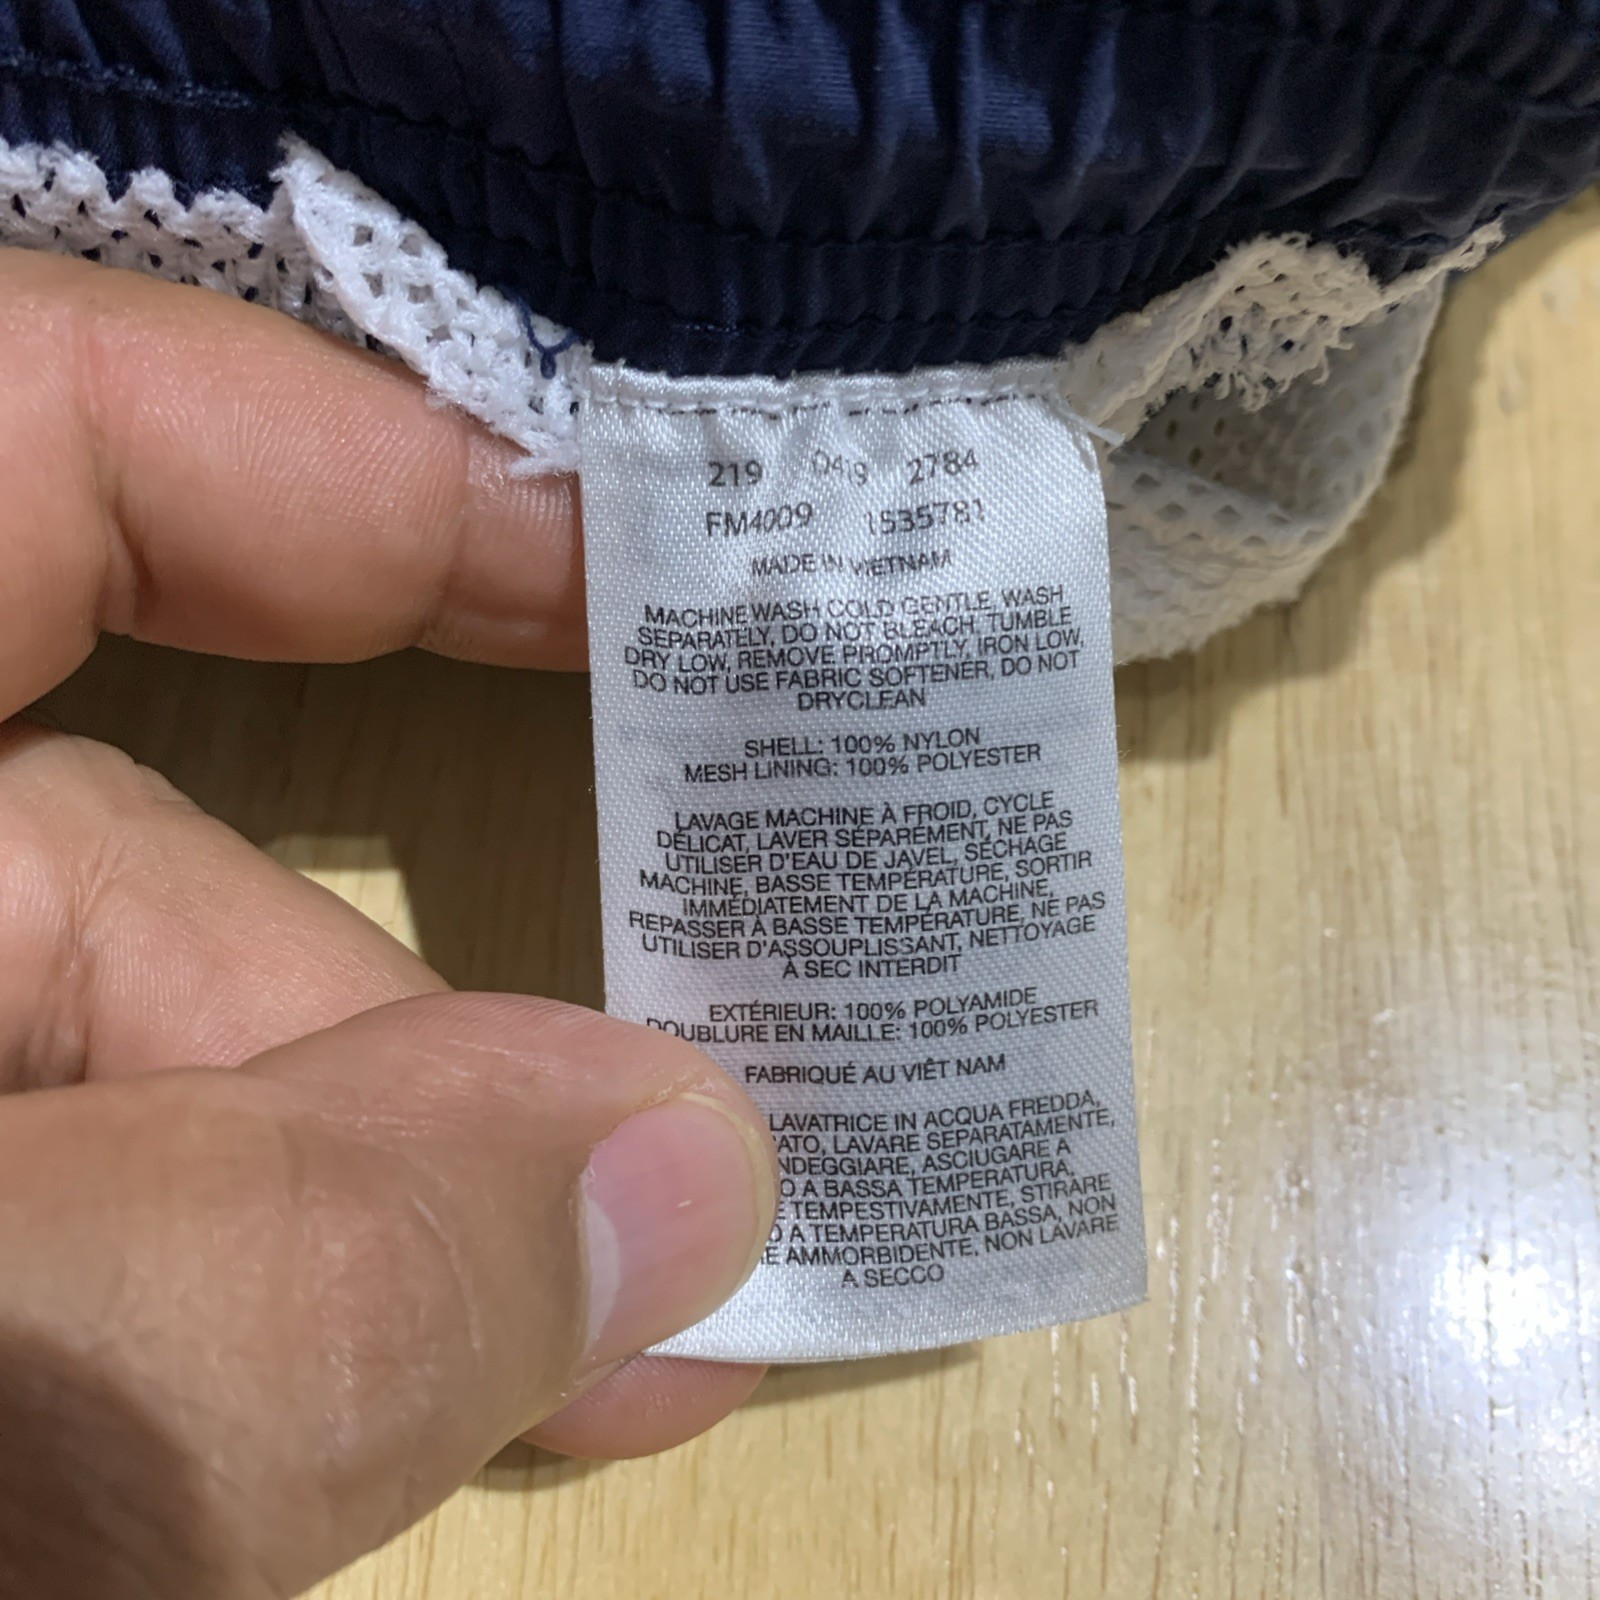 219 0419 2784
FM4009 1535781
MADE IN VIETNAM
MACHINE WASH COLD GENTLE, WASH
SEPARATELY, DO NOT BLEACH, TUMBLE
DRY LOW, REMOVE PROMPTLY, IRON LOW,
DO NOT USE FABRIC SOFTENER, DO NOT
DRYCLEAN
SHELL: 100% NYLON
MESH LINING: 100% POLYESTER
LAVAGE MACHINE À FROID, CYCLE
DÉLICAT, LAVER SÉPARÉMENT, NE PAS
UTILISER D'EAU DE JAVEL, SÉCHAGE
MACHINE, BASSE TEMPÉRATURE, SORTIR
IMMÉDIATEMENT DE LA MACHINE,
REPASSER À BASSE TEMPÉRATURE, NE PAS
UTILISER D'ASSOUPLISSANT, NETTOYAGE
À SEC INTERDIT
EXTÉRIEUR: 100% POLYAMIDE
DOUBLURE EN MAILLE: 100% POLYESTER
FABRIQUÉ AU VIÊT NAM
LAVATRICE IN ACQUA FREDDA,
LAVARE SEPARATAMENTE,
ASCIUGARE A
A BASSA TEMPERATURA,
TEMPESTIVAMENTE, STIRARE
A TEMPERATURA BASSA, NON
AMMORBIDENTE, NON LAVARE
A SECCO